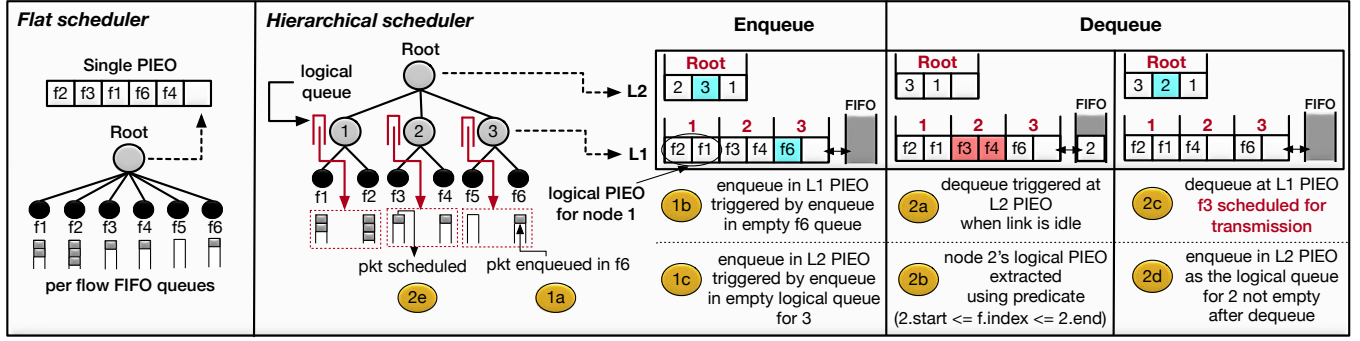 Flat scheduler
Single PIEO
f2 f3 f1 f6 f4
Root
f1 f2 f3 f4 f5 f6
per flow FIFO queues
Hierarchical scheduler
Root
logical
queue
1 2 3
f1 f2 f3 f4 f5 f6
L2
L1
logical PIEO
for node 1
pkt scheduled
2e
pkt enqueued in f6
1a
Enqueue
Root
2 3 1
FIFO
1 2 3
f2 f1 f3 f4 f6
1b
enqueue in L1 PIEO
triggered by enqueue
in empty f6 queue
1c
enqueue in L2 PIEO
triggered by enqueue
in empty logical queue
for 3
Dequeue
Root
3 1
FIFO
1 2 3
f2 f1 f3 f4 f6 2
2a
dequeue triggered at
L2 PIEO
when link is idle
2b
node 2's logical PIEO
extracted
using predicate
(2.start <= f.index <= 2.end)
Root
3 2 1
FIFO
1 2 3
f2 f1 f4 f6
2c
dequeue at L1 PIEO
f3 scheduled for
transmission
2d
enqueue in L2 PIEO
as the logical queue
for 2 not empty
after dequeue